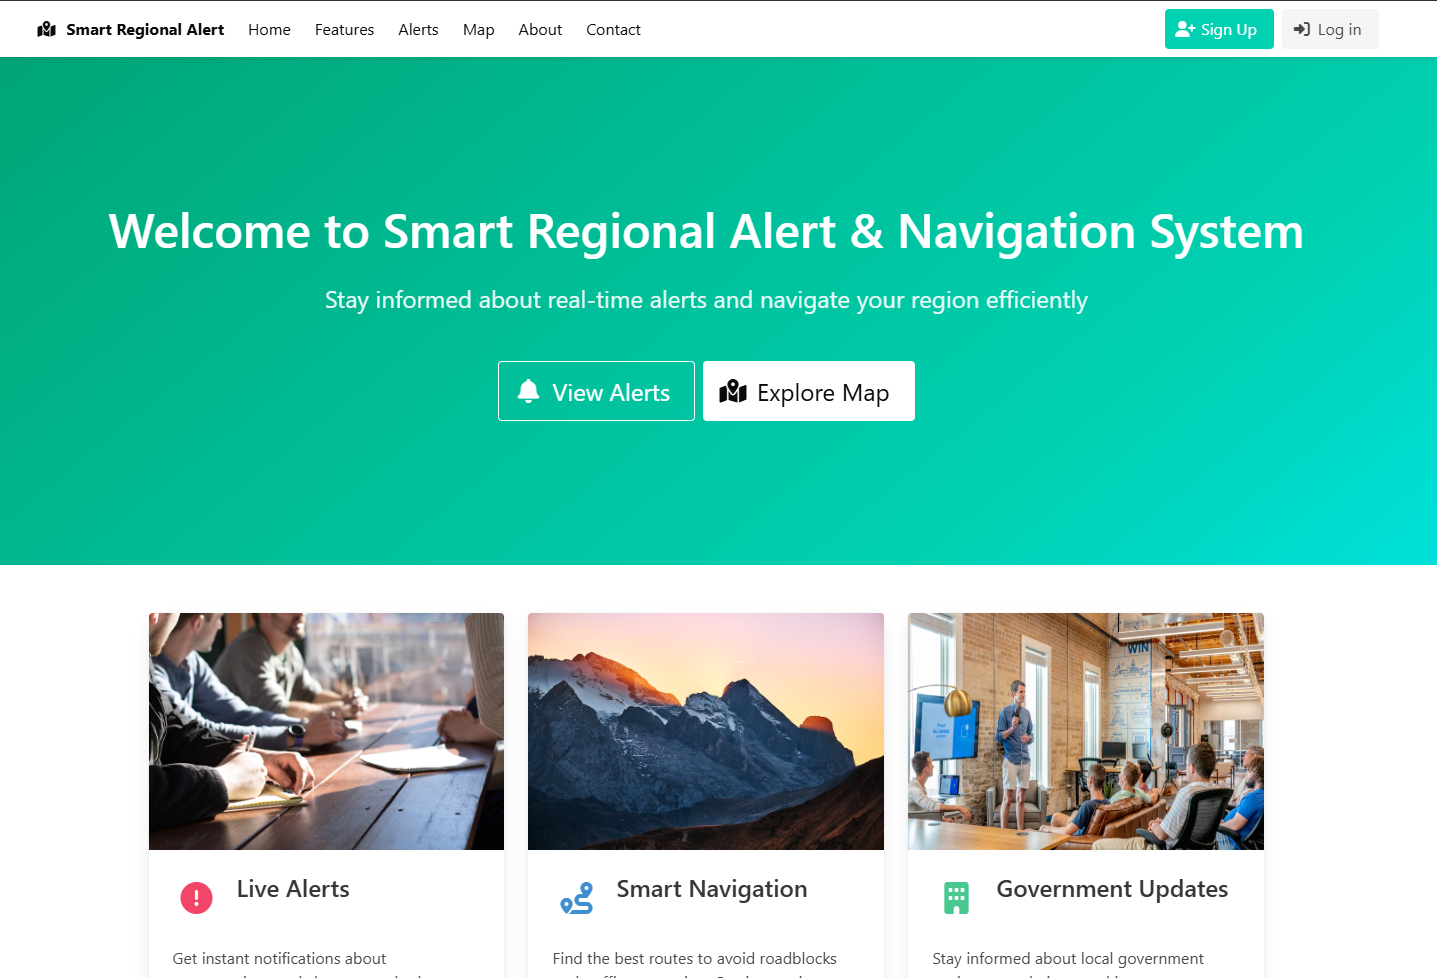 Smart Regional Alert Home Features Alerts Map About Contact Sign Up Log in
Welcome to Smart Regional Alert & Navigation System
Stay informed about real-time alerts and navigate your region efficiently
View Alerts Explore Map
WIN
Live Alerts Smart Navigation Government Updates
Get instant notifications about Find the best routes to avoid roadblocks Stay informed about local government